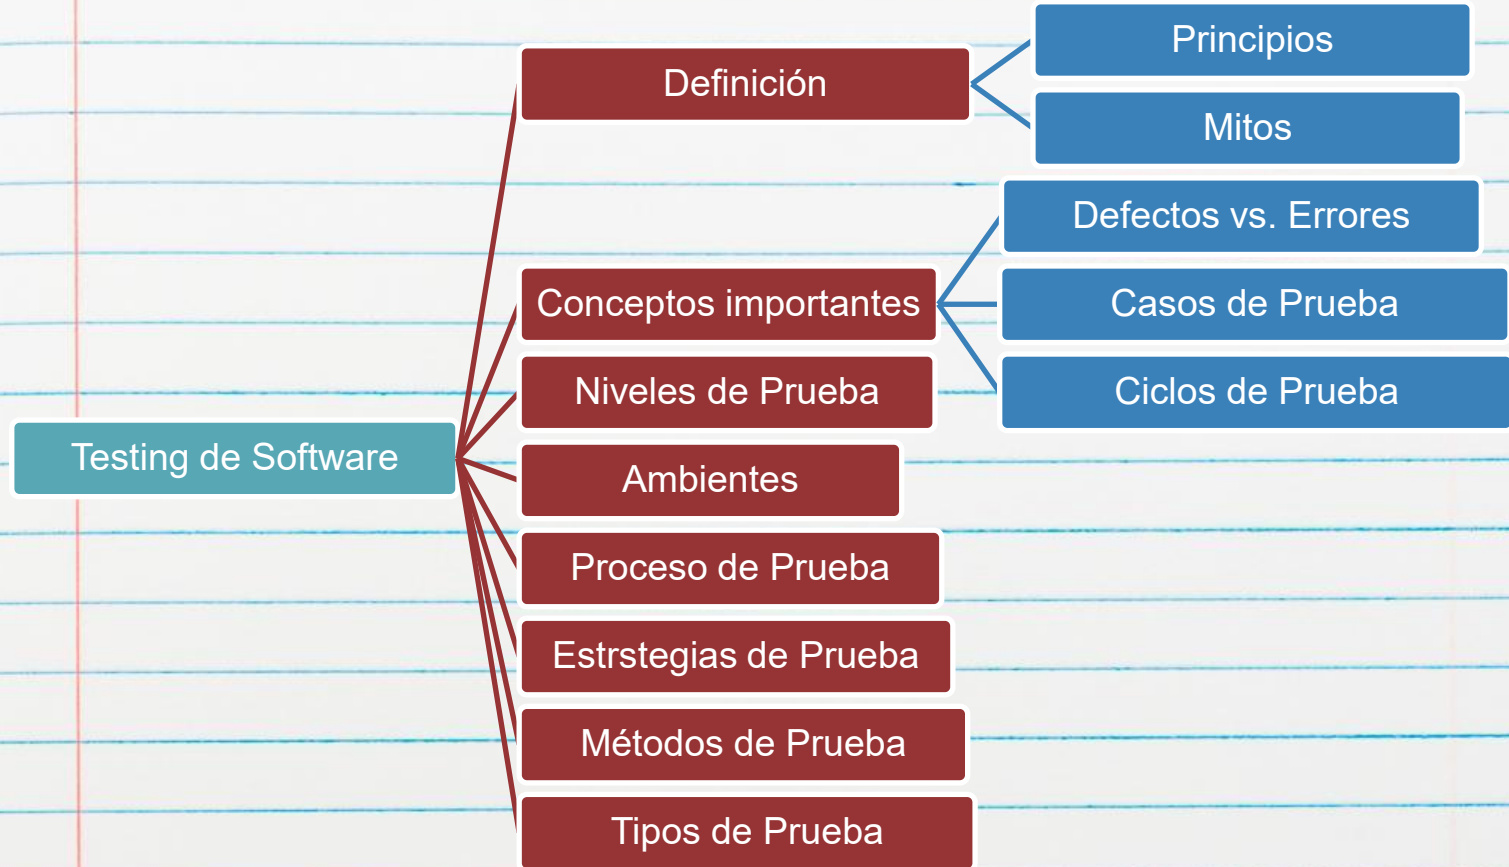 Testing de Software
Definición
Principios
Mitos
Conceptos importantes
Defectos vs. Errores
Casos de Prueba
Ciclos de Prueba
Niveles de Prueba
Ambientes
Proceso de Prueba
Estrstegias de Prueba
Métodos de Prueba
Tipos de Prueba